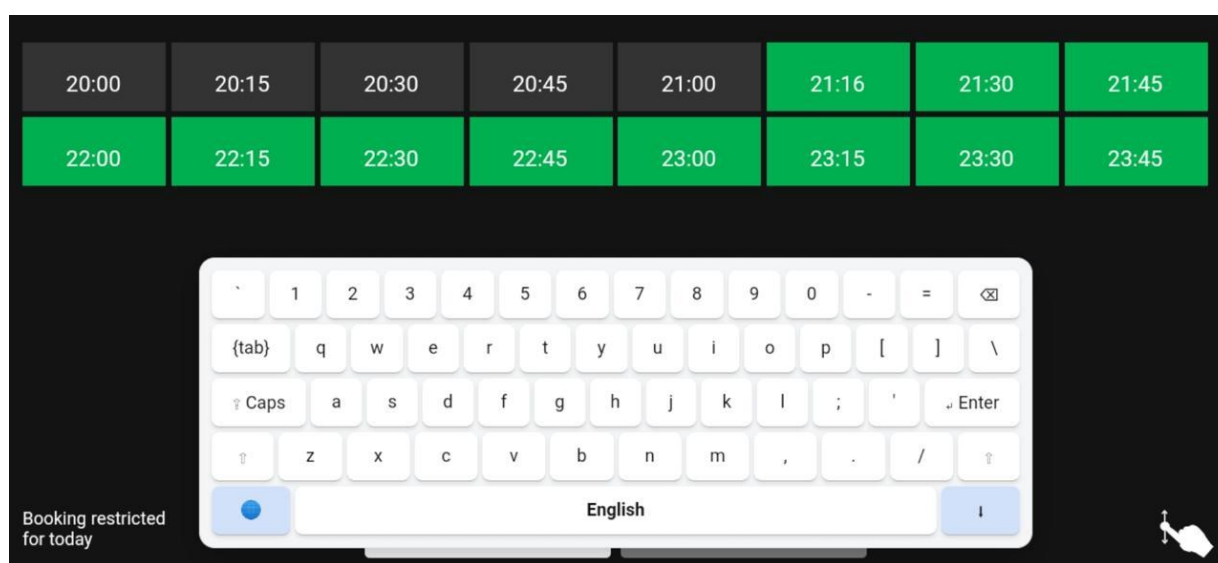 20:00 20:15 20:30 20:45 21:00 21:16 21:30 21:45
22:00 22:15 22:30 22:45 23:00 23:15 23:30 23:45
` 1 2 3 4 5 6 7 8 9 0 - = ⌫
{tab} q w e r t y u i o p [ ] \
⇪ Caps a s d f g h j k l ; ' ↵ Enter
⇧ z x c v b n m , . / ⇧
English ⭳
Booking restricted
for today